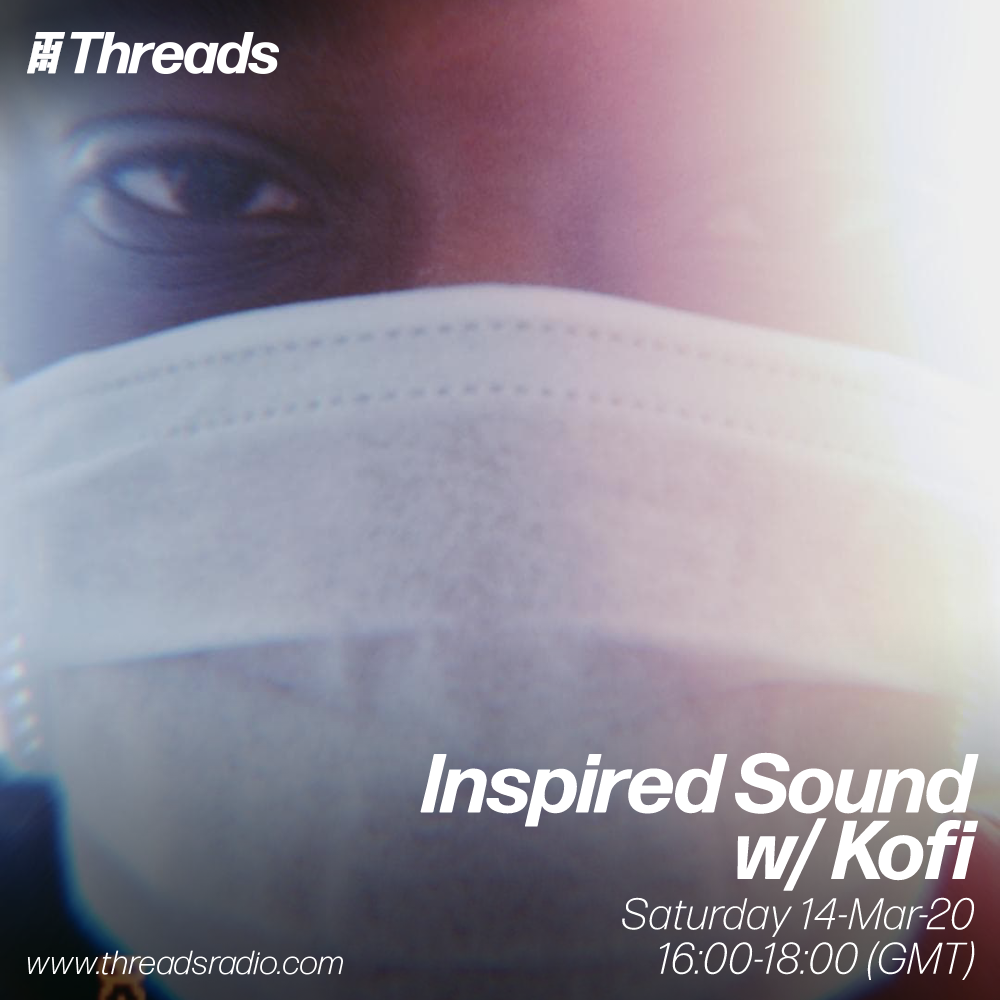 Threads
Inspired Sound
w/ Kofi
Saturday 14-Mar-20
16:00-18:00 (GMT)
www.threadsradio.com